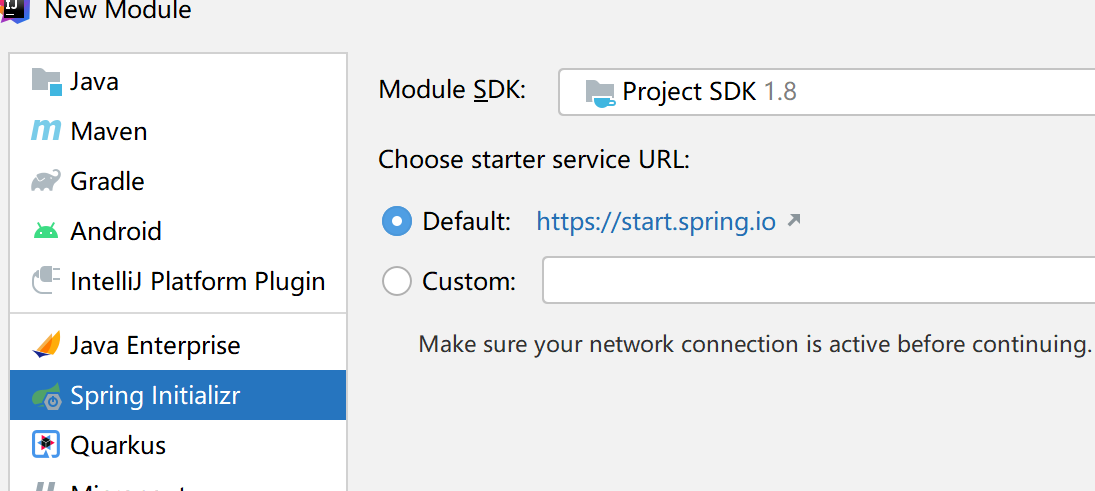 New Module
Java
Maven
Gradle
Android
IntelliJ Platform Plugin
Java Enterprise
Spring Initializr
Quarkus
Module SDK:
Project SDK 1.8
Choose starter service URL:
Default: https://start.spring.io
Custom:
Make sure your network connection is active before continuing.